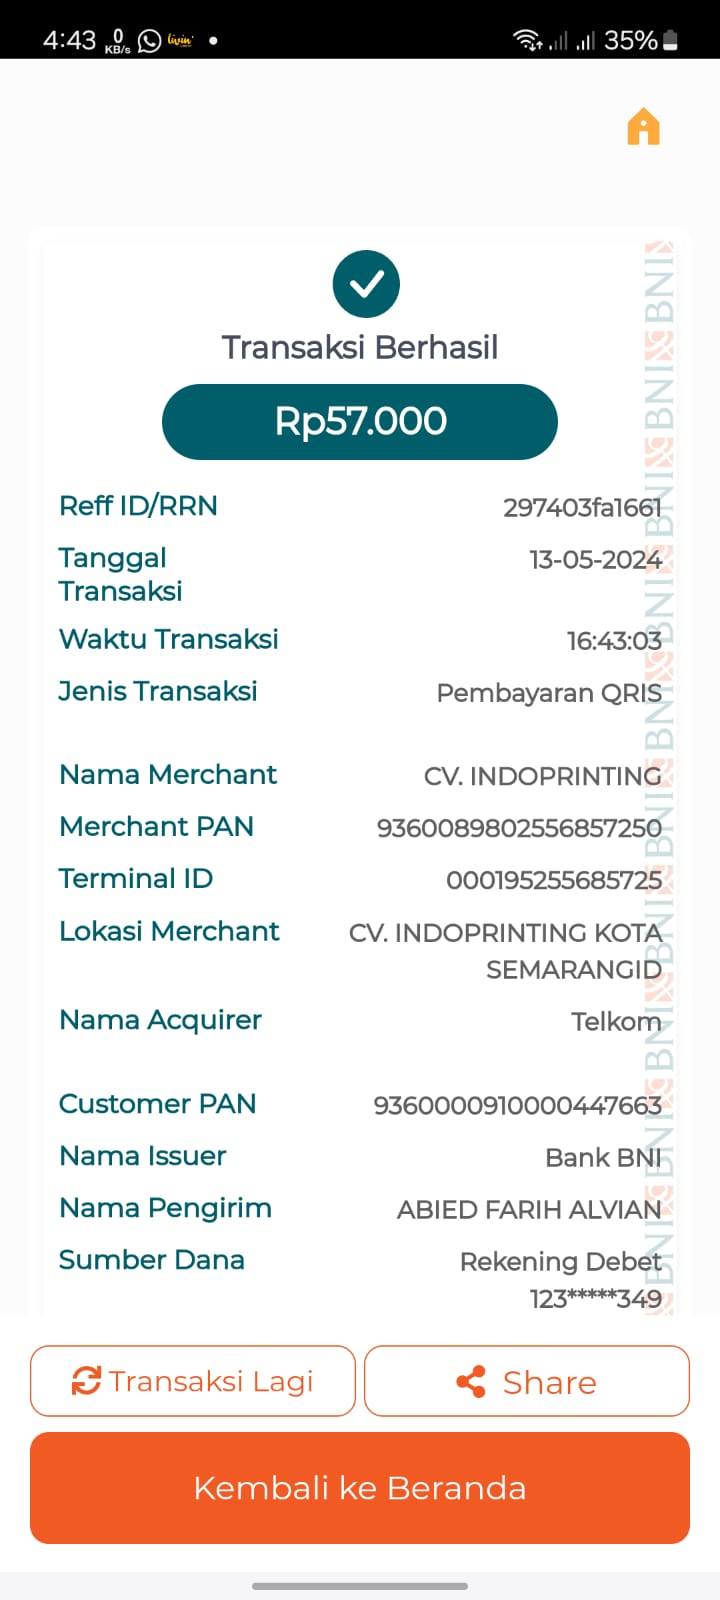 4:43 0 KB/s livin' 35%
Transaksi Berhasil
Rp57.000
Reff ID/RRN 297403fa1661
Tanggal Transaksi 13-05-2024
Waktu Transaksi 16:43:03
Jenis Transaksi Pembayaran QRIS
Nama Merchant CV. INDOPRINTING
Merchant PAN 9360089802556857250
Terminal ID 000195255685725
Lokasi Merchant CV. INDOPRINTING KOTA
SEMARANGID
Nama Acquirer Telkom
Customer PAN 9360000910000447663
Nama Issuer Bank BNI
Nama Pengirim ABIED FARIH ALVIAN
Sumber Dana Rekening Debet
123*****349
BNI BNI BNI BNI BNI BNI BNI BNI BNI BNI
Transaksi Lagi Share
Kembali ke Beranda